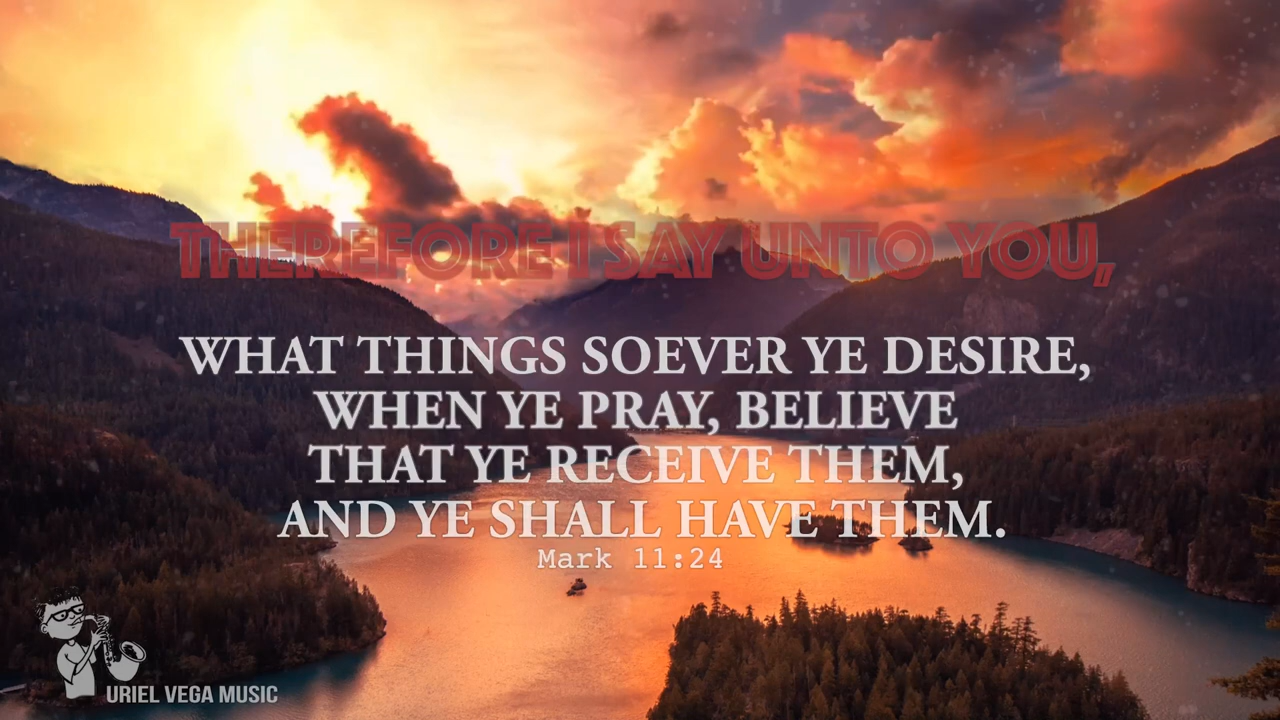 THEREFORE I SAY UNTO YOU,
WHAT THINGS SOEVER YE DESIRE,
WHEN YE PRAY, BELIEVE
THAT YE RECEIVE THEM,
AND YE SHALL HAVE THEM.
Mark 11:24
URIEL VEGA MUSIC